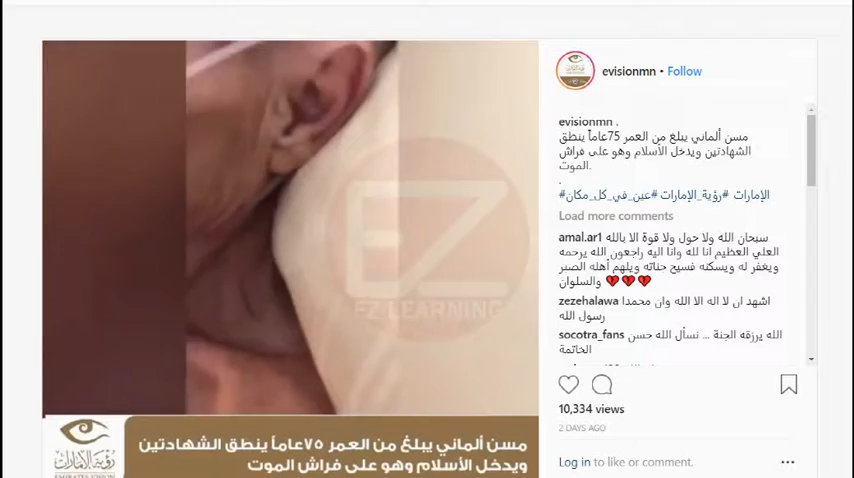 EZ
EZ LEARNING
evisionmn • Follow
evisionmn .
مسن ألماني يبلغ من العمر 75عاماً ينطق
الشهادتين ويدخل الأسلام وهو على فراش
الموت.
.
#الإمارات #رؤية_الإمارات #عين_في_كل_مكان
Load more comments
amal.ar1 سبحان الله ولا حول ولا قوة الا بالله
العلي العظيم انا لله وانا اليه راجعون الله يرحمه
ويغفر له ويسكنه فسيح جناته ويلهم أهله الصبر
والسلوان 💔💔💔
zezehalawa اشهد ان لا اله الا الله وان محمدا
رسول الله
socotra_fans الله يرزقه الجنة ... نسأل الله حسن
الخاتمة
10,334 views
2 DAYS AGO
Log in to like or comment.
مسن ألماني يبلغ من العمر ٧٥عاماً ينطق الشهادتين
ويدخل الأسلام وهو على فراش الموت
رؤية الإمارات
EMIRATES VISION